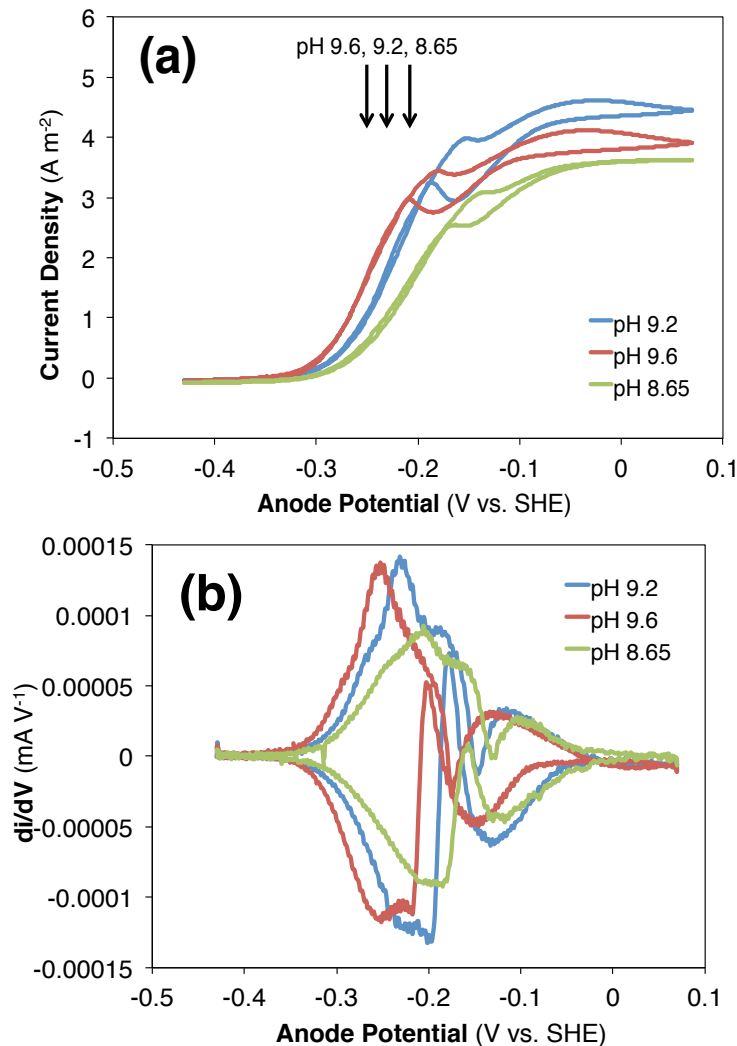 (a)
pH 9.6, 9.2, 8.65
6
5
4
3
2
1
0
-1
Current Density (A m-2)
pH 9.2
pH 9.6
pH 8.65
-0.5 -0.4 -0.3 -0.2 -0.1 0 0.1
Anode Potential (V vs. SHE)
(b)
0.00015
0.0001
0.00005
0
-0.00005
-0.0001
-0.00015
di/dV (mA V-1)
pH 9.2
pH 9.6
pH 8.65
-0.5 -0.4 -0.3 -0.2 -0.1 0 0.1
Anode Potential (V vs. SHE)